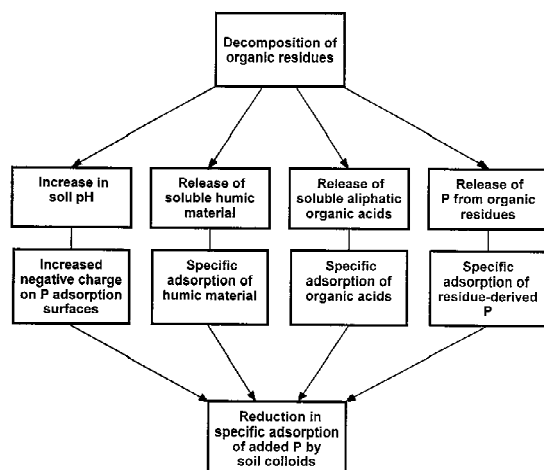 Decomposition of
organic residues
Increase in
soil pH
Release of
soluble humic
material
Release of
soluble aliphatic
organic acids
Release of
P from organic
residues
Increased
negative charge
on P adsorption
surfaces
Specific
adsorption of
humic material
Specific
adsorption of
organic acids
Specific
adsorption of
residue-derived
P
Reduction in
specific adsorption
of added P by
soil colloids